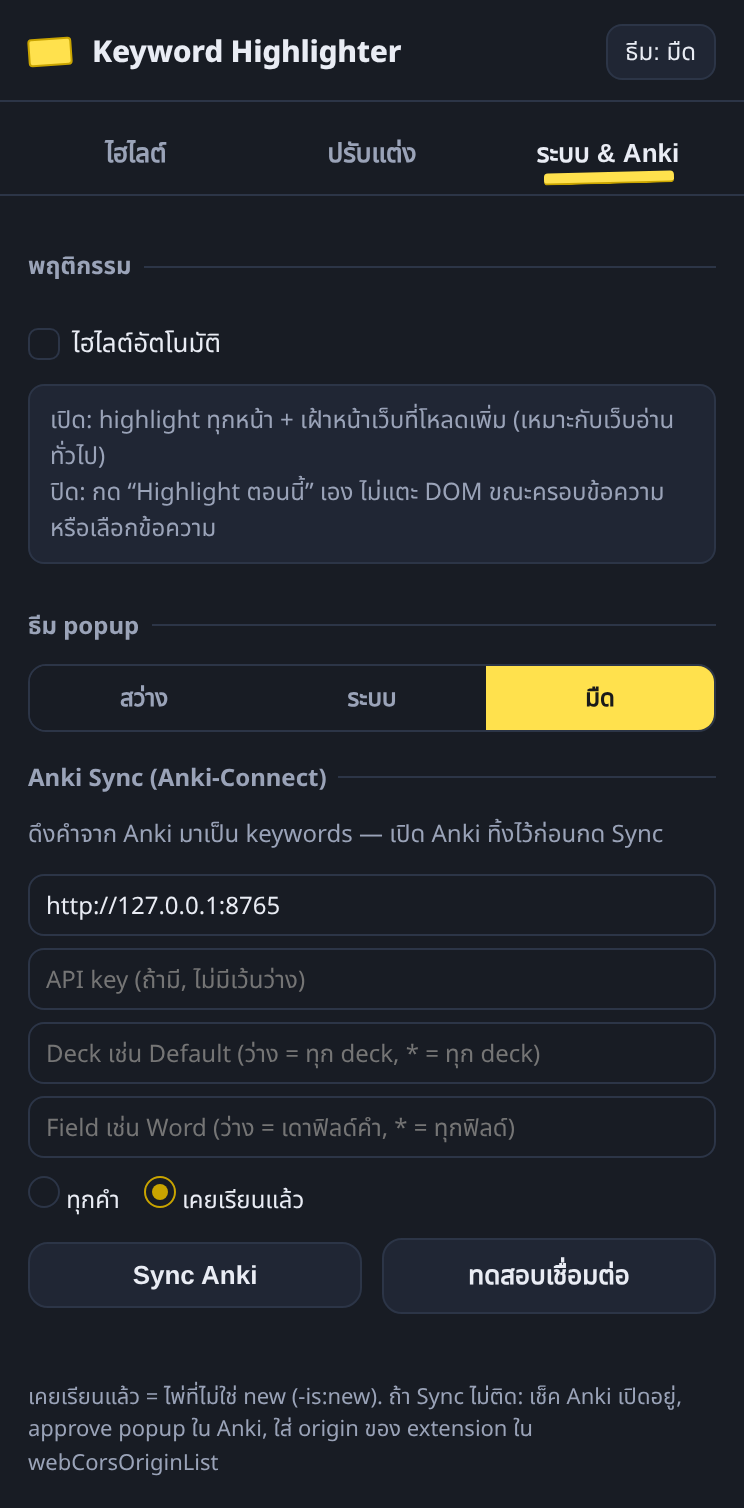 Keyword Highlighter
ธีม: มืด
ไฮไลต์
ปรับแต่ง
ระบบ & Anki
พฤติกรรม
ไฮไลต์อัตโนมัติ
เปิด: highlight ทุกหน้า + เฝ้าหน้าเว็บที่โหลดเพิ่ม (เหมาะกับเว็บอ่าน
ทั่วไป)
ปิด: กด “Highlight ตอนนี้” เอง ไม่แตะ DOM ขณะครอบข้อความ
หรือเลือกข้อความ
ธีม popup
สว่าง
ระบบ
มืด
Anki Sync (Anki-Connect)
ดึงคำจาก Anki มาเป็น keywords — เปิด Anki ทิ้งไว้ก่อนกด Sync
http://127.0.0.1:8765
API key (ถ้ามี, ไม่มีเว้นว่าง)
Deck เช่น Default (ว่าง = ทุก deck, * = ทุก deck)
Field เช่น Word (ว่าง = เดาฟิลด์คำ, * = ทุกฟิลด์)
ทุกคำ
เคยเรียนแล้ว
Sync Anki
ทดสอบเชื่อมต่อ
เคยเรียนแล้ว = ไพ่ที่ไม่ใช่ new (-is:new). ถ้า Sync ไม่ติด: เช็ค Anki เปิดอยู่,
approve popup ใน Anki, ใส่ origin ของ extension ใน
webCorsOriginList